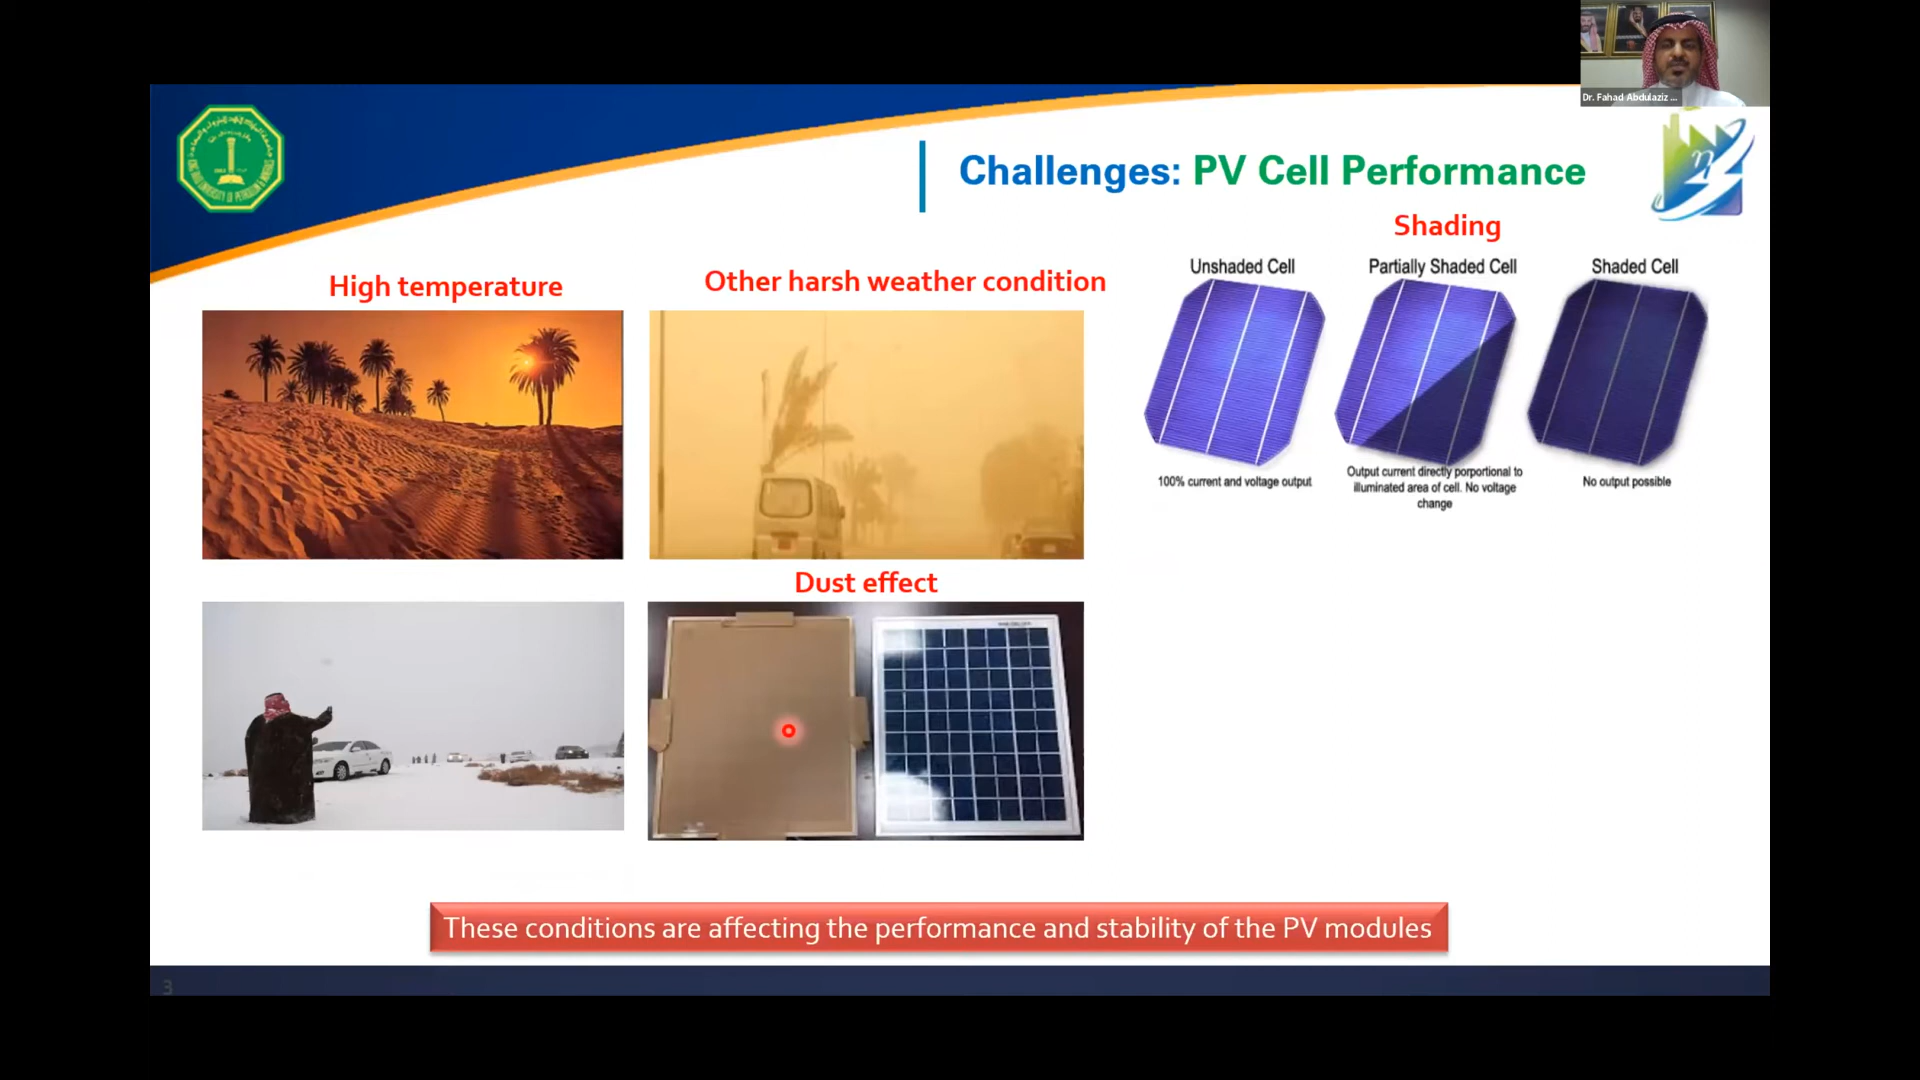 Dr. Fahad Abdulaziz ...
Challenges: PV Cell Performance
Shading
High temperature
Other harsh weather condition
Unshaded Cell
Partially Shaded Cell
Shaded Cell
100% current and voltage output
Output current directly porportional to
illuminated area of cell. No voltage
change
No output possible
Dust effect
These conditions are affecting the performance and stability of the PV modules
3